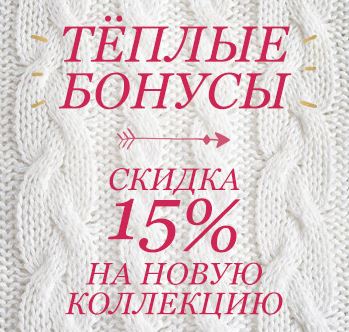 ТЁПЛЫЕ
БОНУСЫ
СКИДКА
15%
НА НОВУЮ
КОЛЛЕКЦИЮ